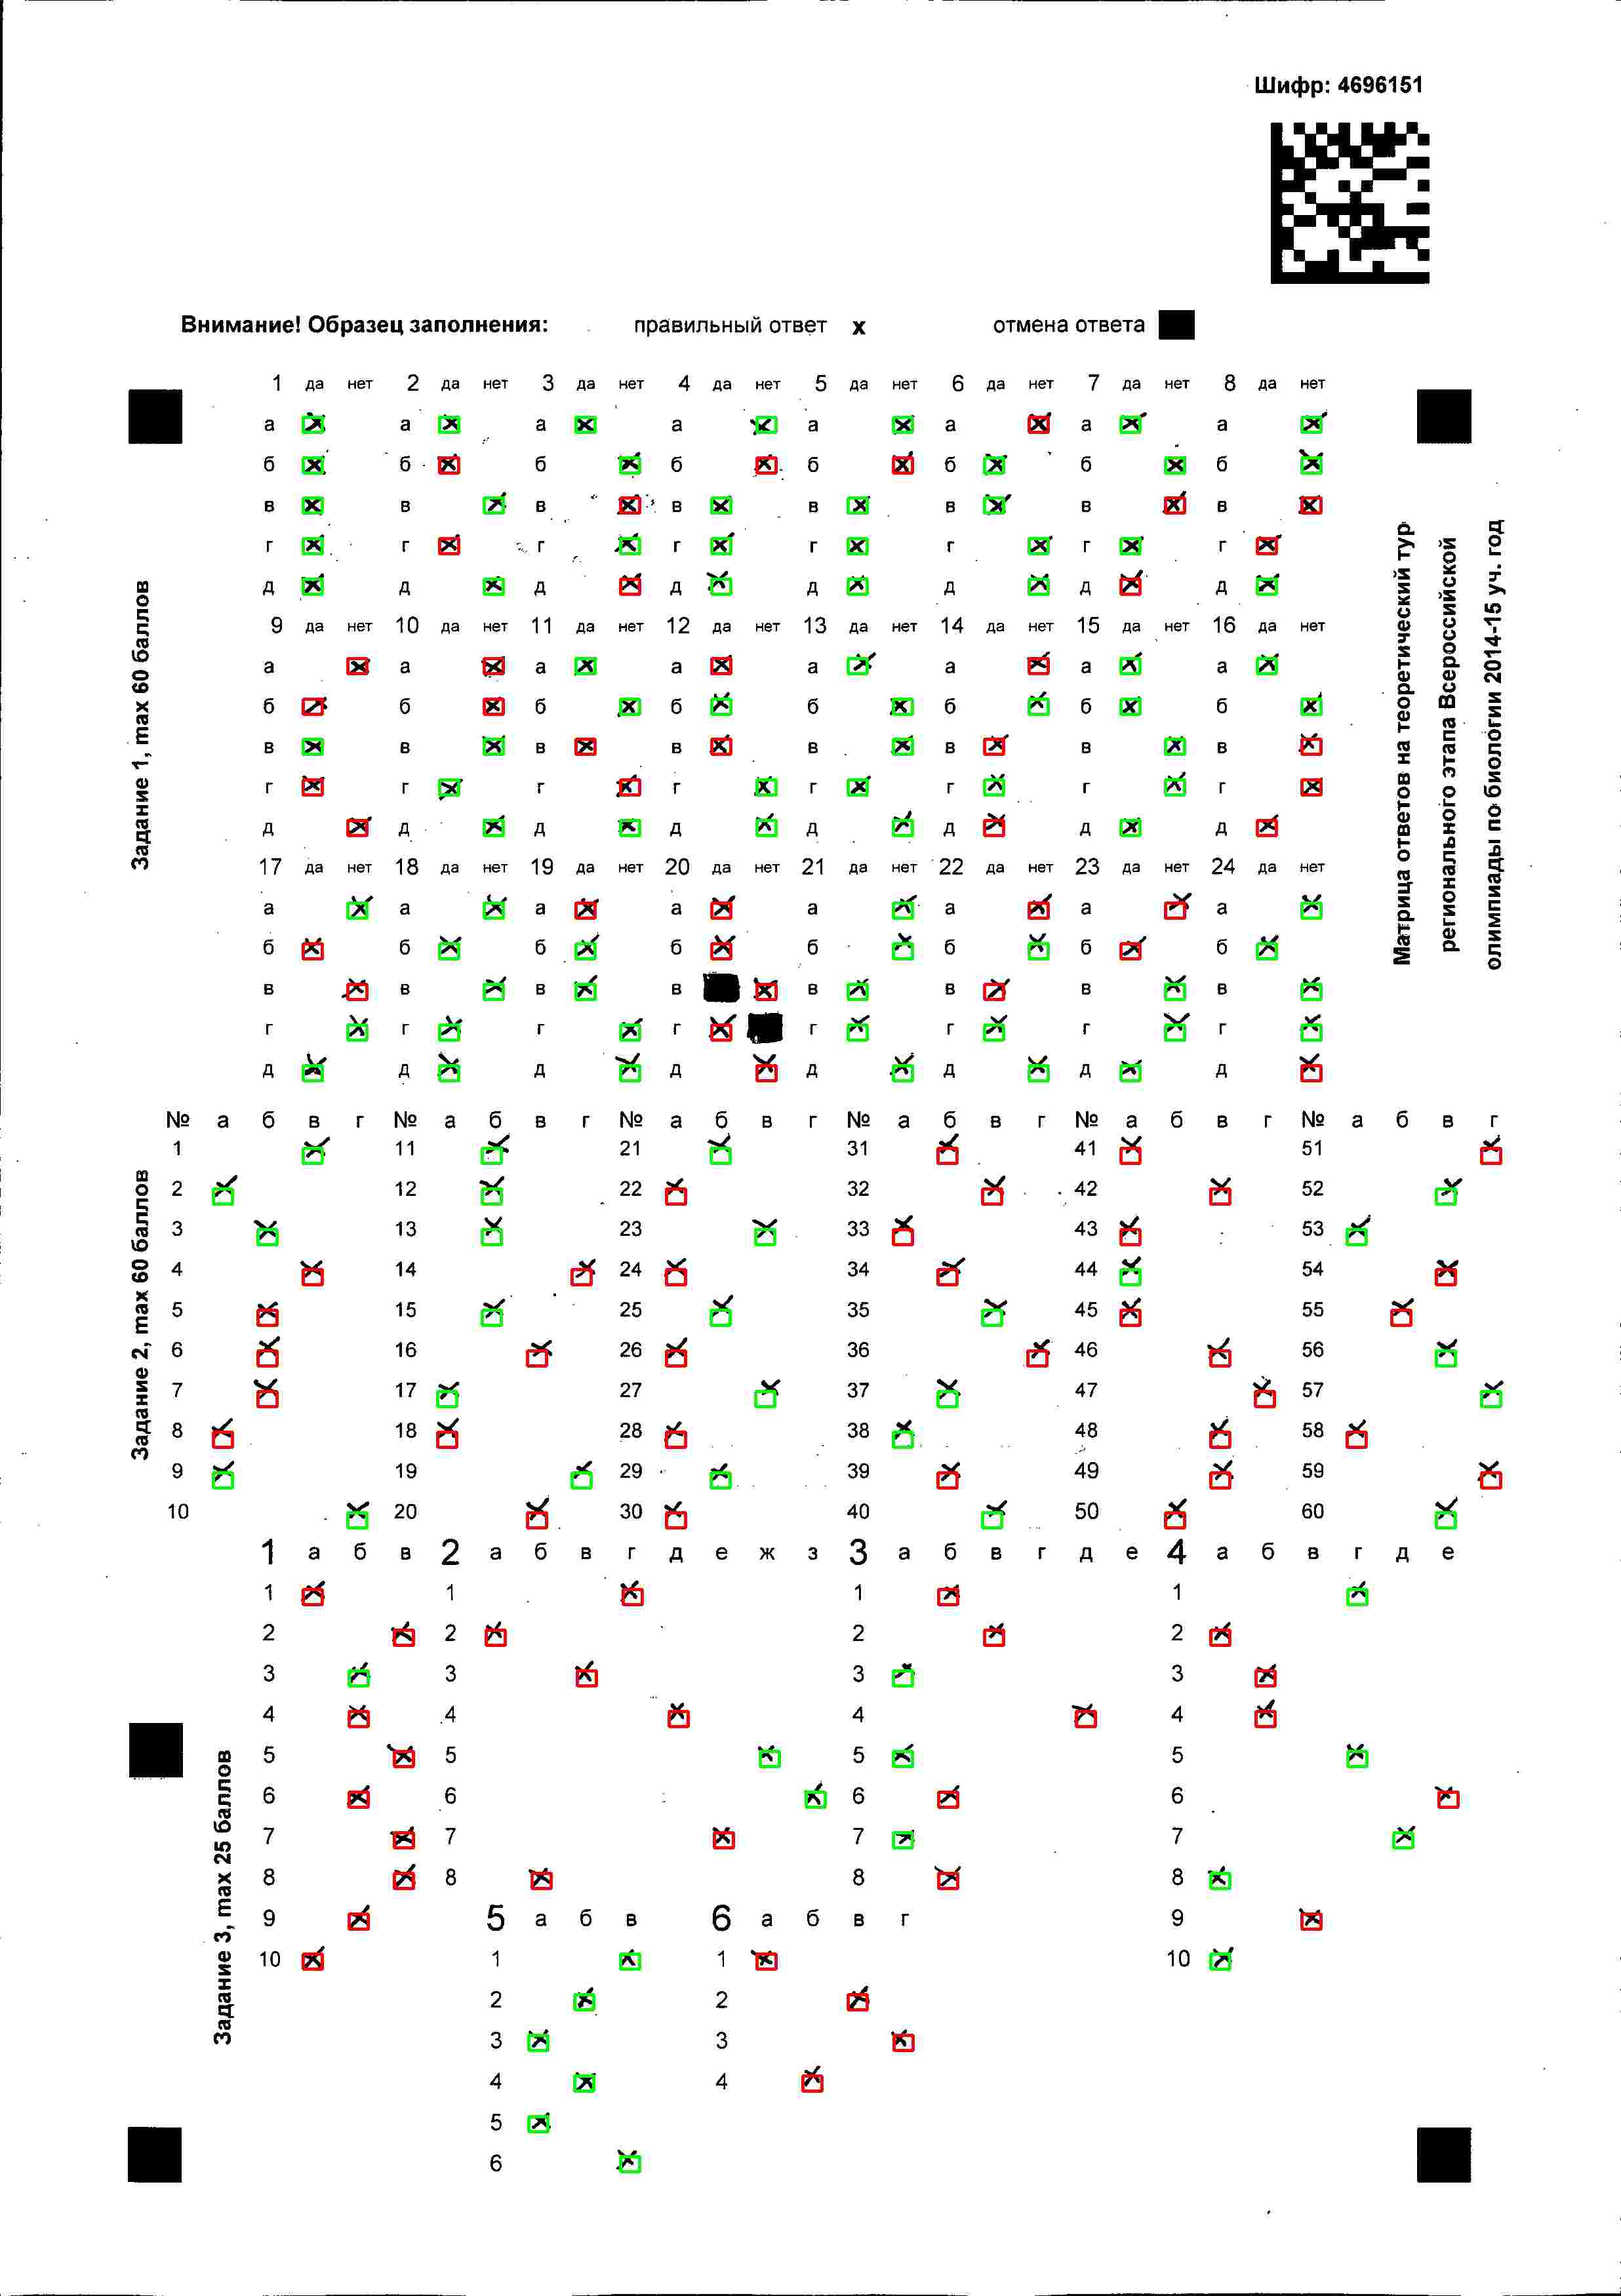 Шифр: 4696151
Внимание! Образец заполнения: правильный ответ x отмена ответа
1 да нет 2 да нет 3 да нет 4 да нет 5 да нет 6 да нет 7 да нет 8 да нет
а а а а а а а а
б б б б б б б б
в в в в в в в в
г г г г г г г г
д д д д д д д д
9 да нет 10 да нет 11 да нет 12 да нет 13 да нет 14 да нет 15 да нет 16 да нет
а а а а а а а а
б б б б б б б б
в в в в в в в в
г г г г г г г г
д д д д д д д д
17 да нет 18 да нет 19 да нет 20 да нет 21 да нет 22 да нет 23 да нет 24 да нет
а а а а а а а а
б б б б б б б б
в в в в в в в в
г г г г г г г г
д д д д д д д д
Задание 1, max 60 баллов
Матрица ответов на теоретический тур
регионального этапа Всероссийской
олимпиады по биологии 2014-15 уч. год
№ а б в г № а б в г № а б в г № а б в г № а б в г № а б в г
1 11 21 31 41 51
2 12 22 32 42 52
3 13 23 33 43 53
4 14 24 34 44 54
5 15 25 35 45 55
6 16 26 36 46 56
7 17 27 37 47 57
8 18 28 38 48 58
9 19 29 39 49 59
10 20 30 40 50 60
Задание 2, max 60 баллов
1 а б в 2 а б в г д е ж з 3 а б в г д е 4 а б в г д е
1 1 1 1
2 2 2 2
3 3 3 3
4 4 4 4
5 5 5 5
6 6 6 6
7 7 7 7
8 8 8 8
9 5 а б в 6 а б в г 9
10 1 1 10
2 2
3 3
4 4
5
6
Задание 3, max 25 баллов